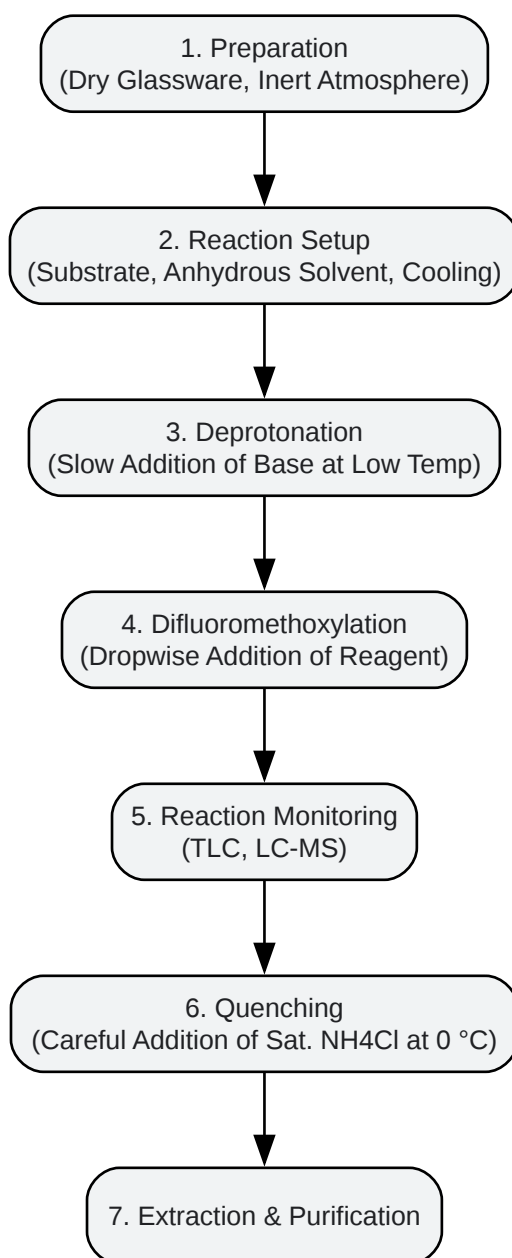 1. Preparation
(Dry Glassware, Inert Atmosphere)
2. Reaction Setup
(Substrate, Anhydrous Solvent, Cooling)
3. Deprotonation
(Slow Addition of Base at Low Temp)
4. Difluoromethoxylation
(Dropwise Addition of Reagent)
5. Reaction Monitoring
(TLC, LC-MS)
6. Quenching
(Careful Addition of Sat. NH4Cl at 0 °C)
7. Extraction & Purification